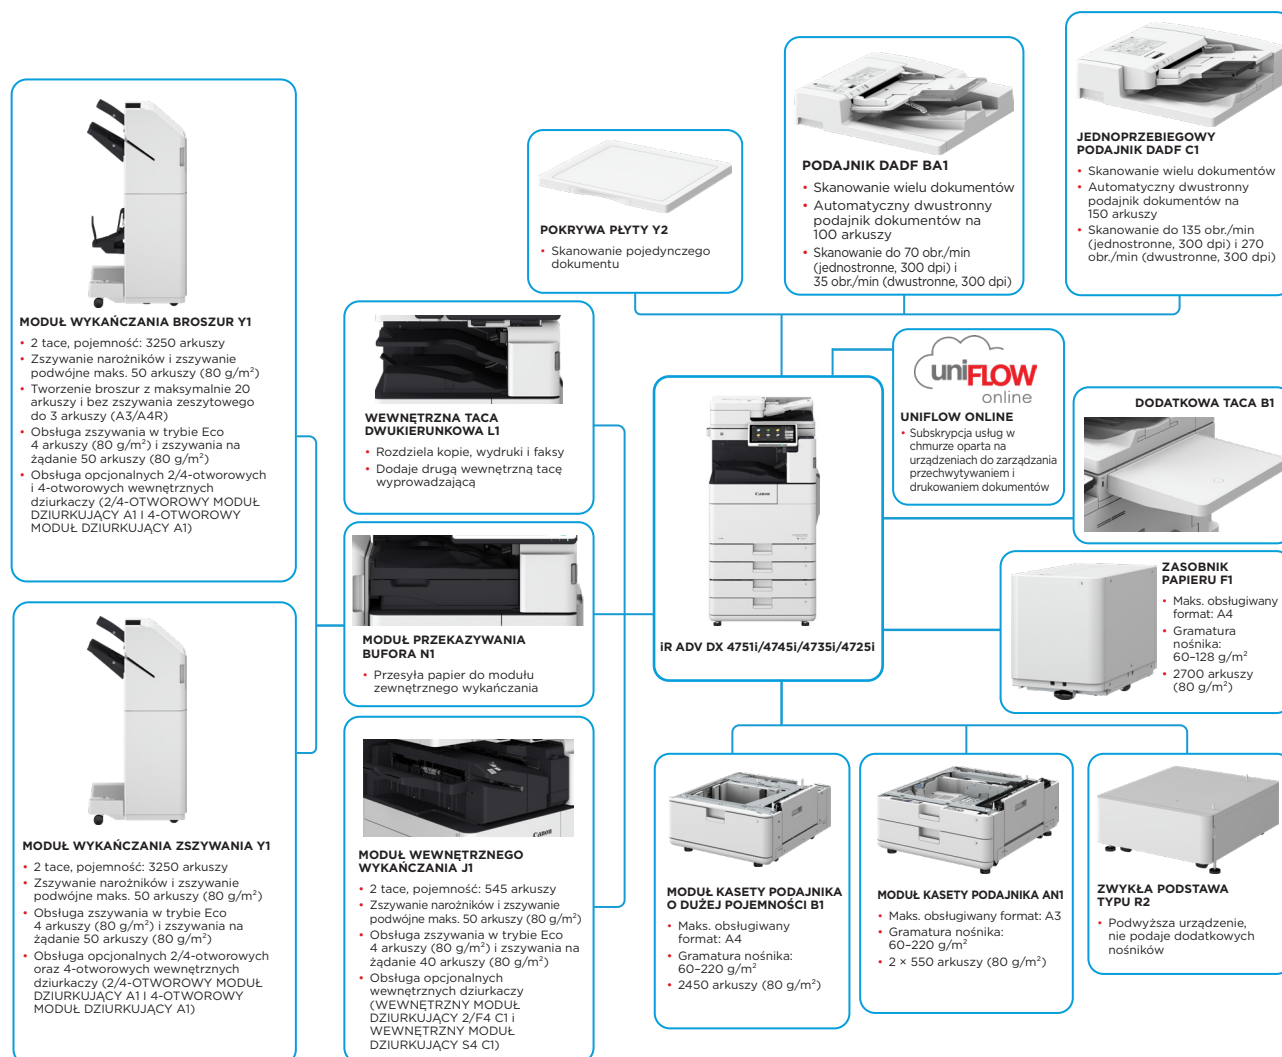 MODUŁ WYKAŃCZANIA BROSZUR Y1
• 2 tace, pojemność: 3250 arkuszy
• Zszywanie narożników i zszywanie
podwójne maks. 50 arkuszy (80 g/m²)
• Tworzenie broszur z maksymalnie 20
arkuszy i bez zszywania zeszytowego
do 3 arkuszy (A3/A4R)
• Obsługa zszywania w trybie Eco
4 arkuszy (80 g/m²) i zszywania na
żądanie 50 arkuszy (80 g/m²)
• Obsługa opcjonalnych 2/4-otworowych
i 4-otworowych wewnętrznych
dziurkaczy (2/4-OTWOROWY MODUŁ
DZIURKUJĄCY A1 I 4-OTWOROWY
MODUŁ DZIURKUJĄCY A1)
MODUŁ WYKAŃCZANIA ZSZYWANIA Y1
• 2 tace, pojemność: 3250 arkuszy
• Zszywanie narożników i zszywanie
podwójne maks. 50 arkuszy (80 g/m²)
• Obsługa zszywania w trybie Eco
4 arkuszy (80 g/m²) i zszywania na
żądanie 50 arkuszy (80 g/m²)
• Obsługa opcjonalnych 2/4-otworowych
oraz 4-otworowych wewnętrznych
dziurkaczy (2/4-OTWOROWY MODUŁ
DZIURKUJĄCY A1 I 4-OTWOROWY
MODUŁ DZIURKUJĄCY A1)
WEWNĘTRZNA TACA
DWUKIERUNKOWA L1
• Rozdziela kopie, wydruki i faksy
• Dodaje drugą wewnętrzną tacę
wyprowadzającą
MODUŁ PRZEKAZYWANIA
BUFORA N1
• Przesyła papier do modułu
zewnętrznego wykańczania
Canon
MODUŁ WEWNĘTRZNEGO
WYKAŃCZANIA J1
• 2 tace, pojemność: 545 arkuszy
• Zszywanie narożników i zszywanie
podwójne maks. 50 arkuszy (80 g/m²)
• Obsługa zszywania w trybie Eco
4 arkuszy (80 g/m²) i zszywania na
żądanie 40 arkuszy (80 g/m²)
• Obsługa opcjonalnych
wewnętrznych dziurkaczy
(WEWNĘTRZNY MODUŁ
DZIURKUJĄCY 2/F4 C1 i
WEWNĘTRZNY MODUŁ
DZIURKUJĄCY S4 C1)
POKRYWA PŁYTY Y2
• Skanowanie pojedynczego
dokumentu
PODAJNIK DADF BA1
• Skanowanie wielu dokumentów
• Automatyczny dwustronny
podajnik dokumentów na
100 arkuszy
• Skanowanie do 70 obr./min
(jednostronne, 300 dpi) i
35 obr./min (dwustronne, 300 dpi)
JEDNOPRZEBIEGOWY
PODAJNIK DADF C1
• Skanowanie wielu dokumentów
• Automatyczny dwustronny
podajnik dokumentów na
150 arkuszy
• Skanowanie do 135 obr./min
(jednostronne, 300 dpi) i 270
obr./min (dwustronne, 300 dpi)
Canon
iR ADV DX 4751i/4745i/4735i/4725i
uniFLOW
online
UNIFLOW ONLINE
• Subskrypcja usług w
chmurze oparta na
urządzeniach do zarządzania
przechwytywaniem i
drukowaniem dokumentów
DODATKOWA TACA B1
ZASOBNIK
PAPIERU F1
• Maks. obsługiwany
format: A4
• Gramatura
nośnika:
60–128 g/m²
• 2700 arkuszy
(80 g/m²)
MODUŁ KASETY PODAJNIKA
O DUŻEJ POJEMNOŚCI B1
• Maks. obsługiwany
format: A4
• Gramatura nośnika:
60–220 g/m²
• 2450 arkuszy (80 g/m²)
MODUŁ KASETY PODAJNIKA AN1
• Maks. obsługiwany format: A3
• Gramatura nośnika:
60–220 g/m²
• 2 × 550 arkuszy (80 g/m²)
ZWYKŁA PODSTAWA
TYPU R2
• Podwyższa urządzenie,
nie podaje dodatkowych
nośników